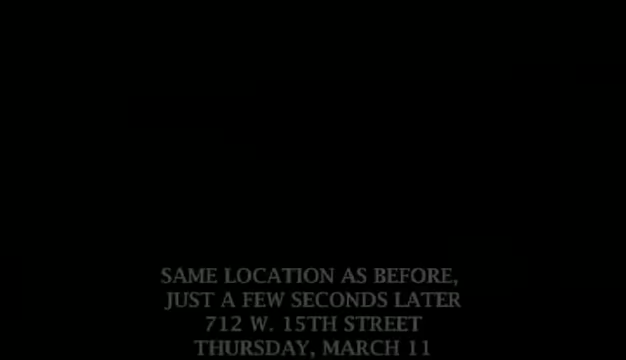 SAME LOCATION AS BEFORE,
JUST A FEW SECONDS LATER
712 W. 15TH STREET
THURSDAY, MARCH 11